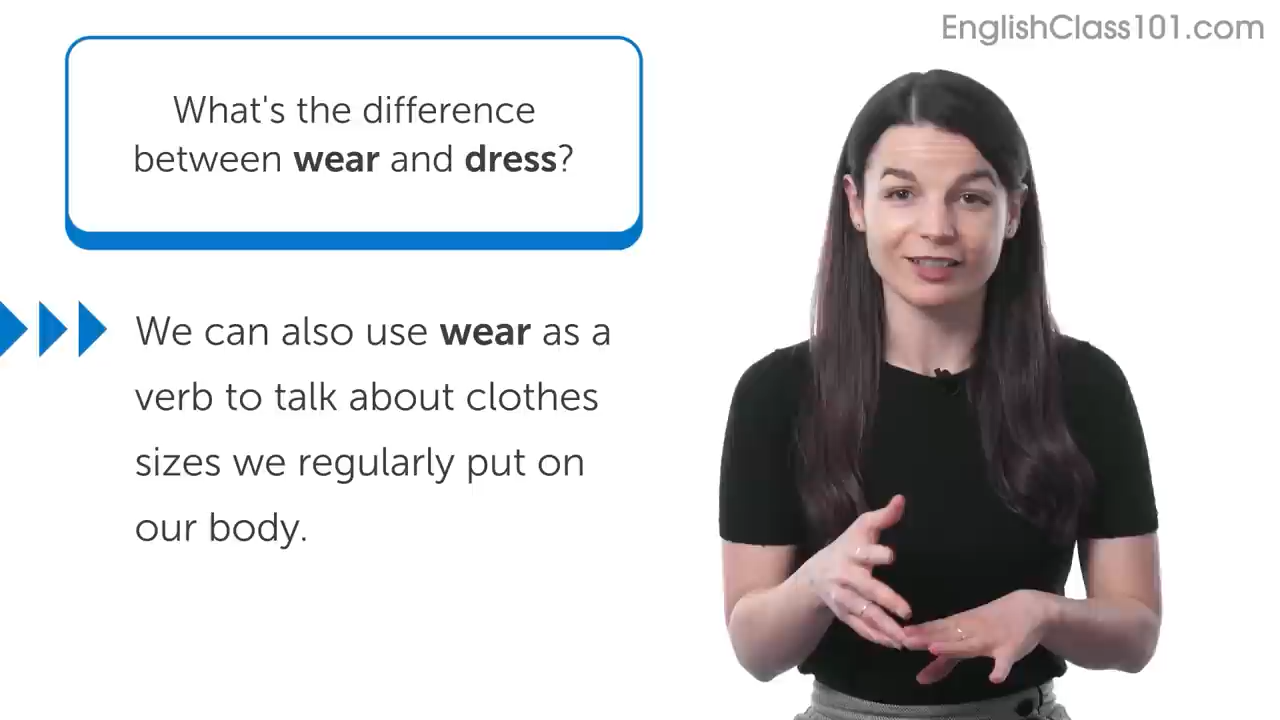 EnglishClass101.com
What's the difference
between wear and dress?
We can also use wear as a
verb to talk about clothes
sizes we regularly put on
our body.